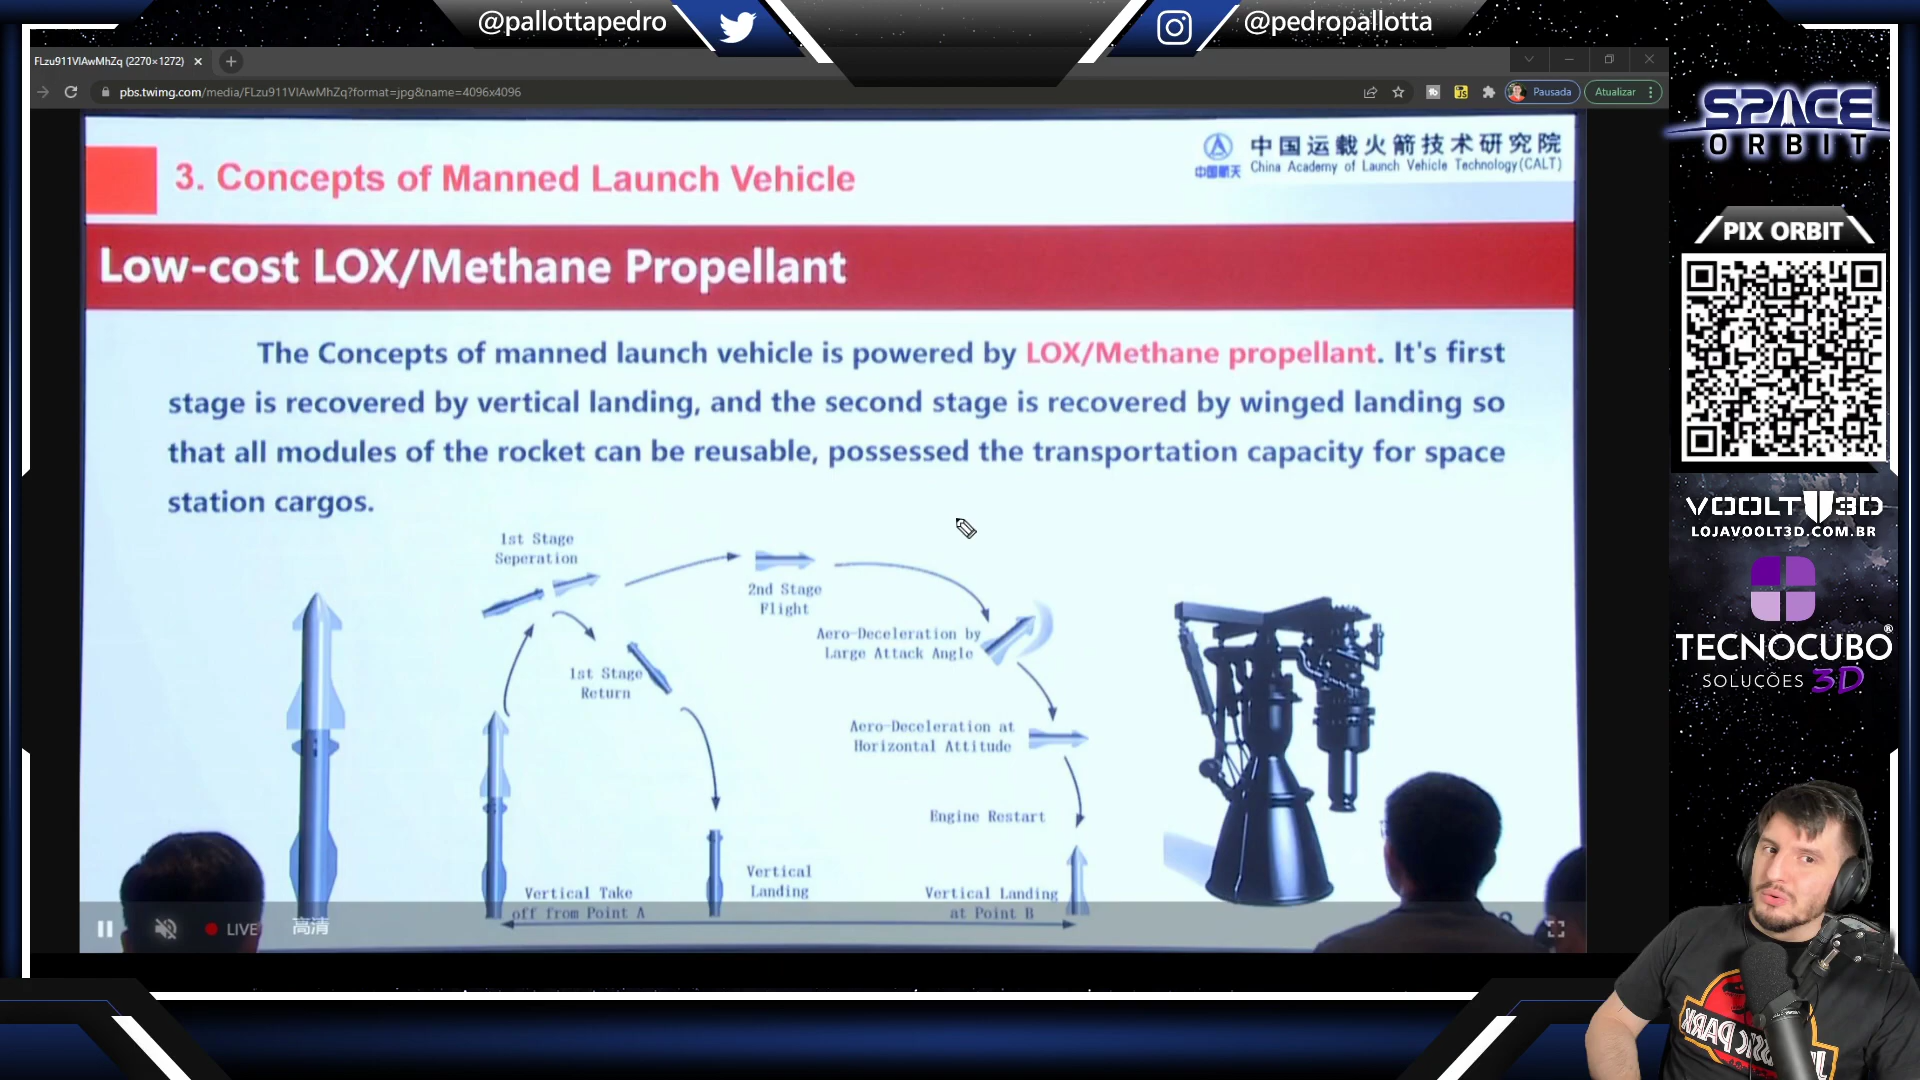 @pallottapedro
@pedropallotta
FLzu911VIAwMhZq (2270×1272)
pbs.twimg.com/media/FLzu911VIAwMhZq?format=jpg&name=4096x4096
Pausada
Atualizar
SPACE
ORBIT
3. Concepts of Manned Launch Vehicle
中国航天
中国运载火箭技术研究院
China Academy of Launch Vehicle Technology(CALT)
PIX ORBIT
Low-cost LOX/Methane Propellant
The Concepts of manned launch vehicle is powered by LOX/Methane propellant. It's first
stage is recovered by vertical landing, and the second stage is recovered by winged landing so
that all modules of the rocket can be reusable, possessed the transportation capacity for space
station cargos.
1st Stage
Seperation
2nd Stage
Flight
Aero-Deceleration by
Large Attack Angle
1st Stage
Return
Aero-Deceleration at
Horizontal Attitude
Engine Restart
Vertical
Landing
Vertical Take
off from Point A
Vertical Landing
at Point B
LIVE
高清
VOOLT3D
LOJAVOOLT3D.COM.BR
TECNOCUBO®
SOLUCÕES 3D
JURASSIC PARK